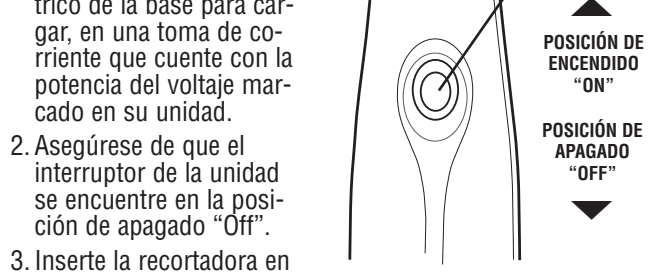 trico de la base para car-
gar, en una toma de co-
rriente que cuente con la
potencia del voltaje mar-
cado en su unidad.
2. Asegúrese de que el
interruptor de la unidad
se encuentre en la posi-
ción de apagado “Off”.
3. Inserte la recortadora en
POSICIÓN DE
ENCENDIDO
“ON”
POSICIÓN DE
APAGADO
“OFF”